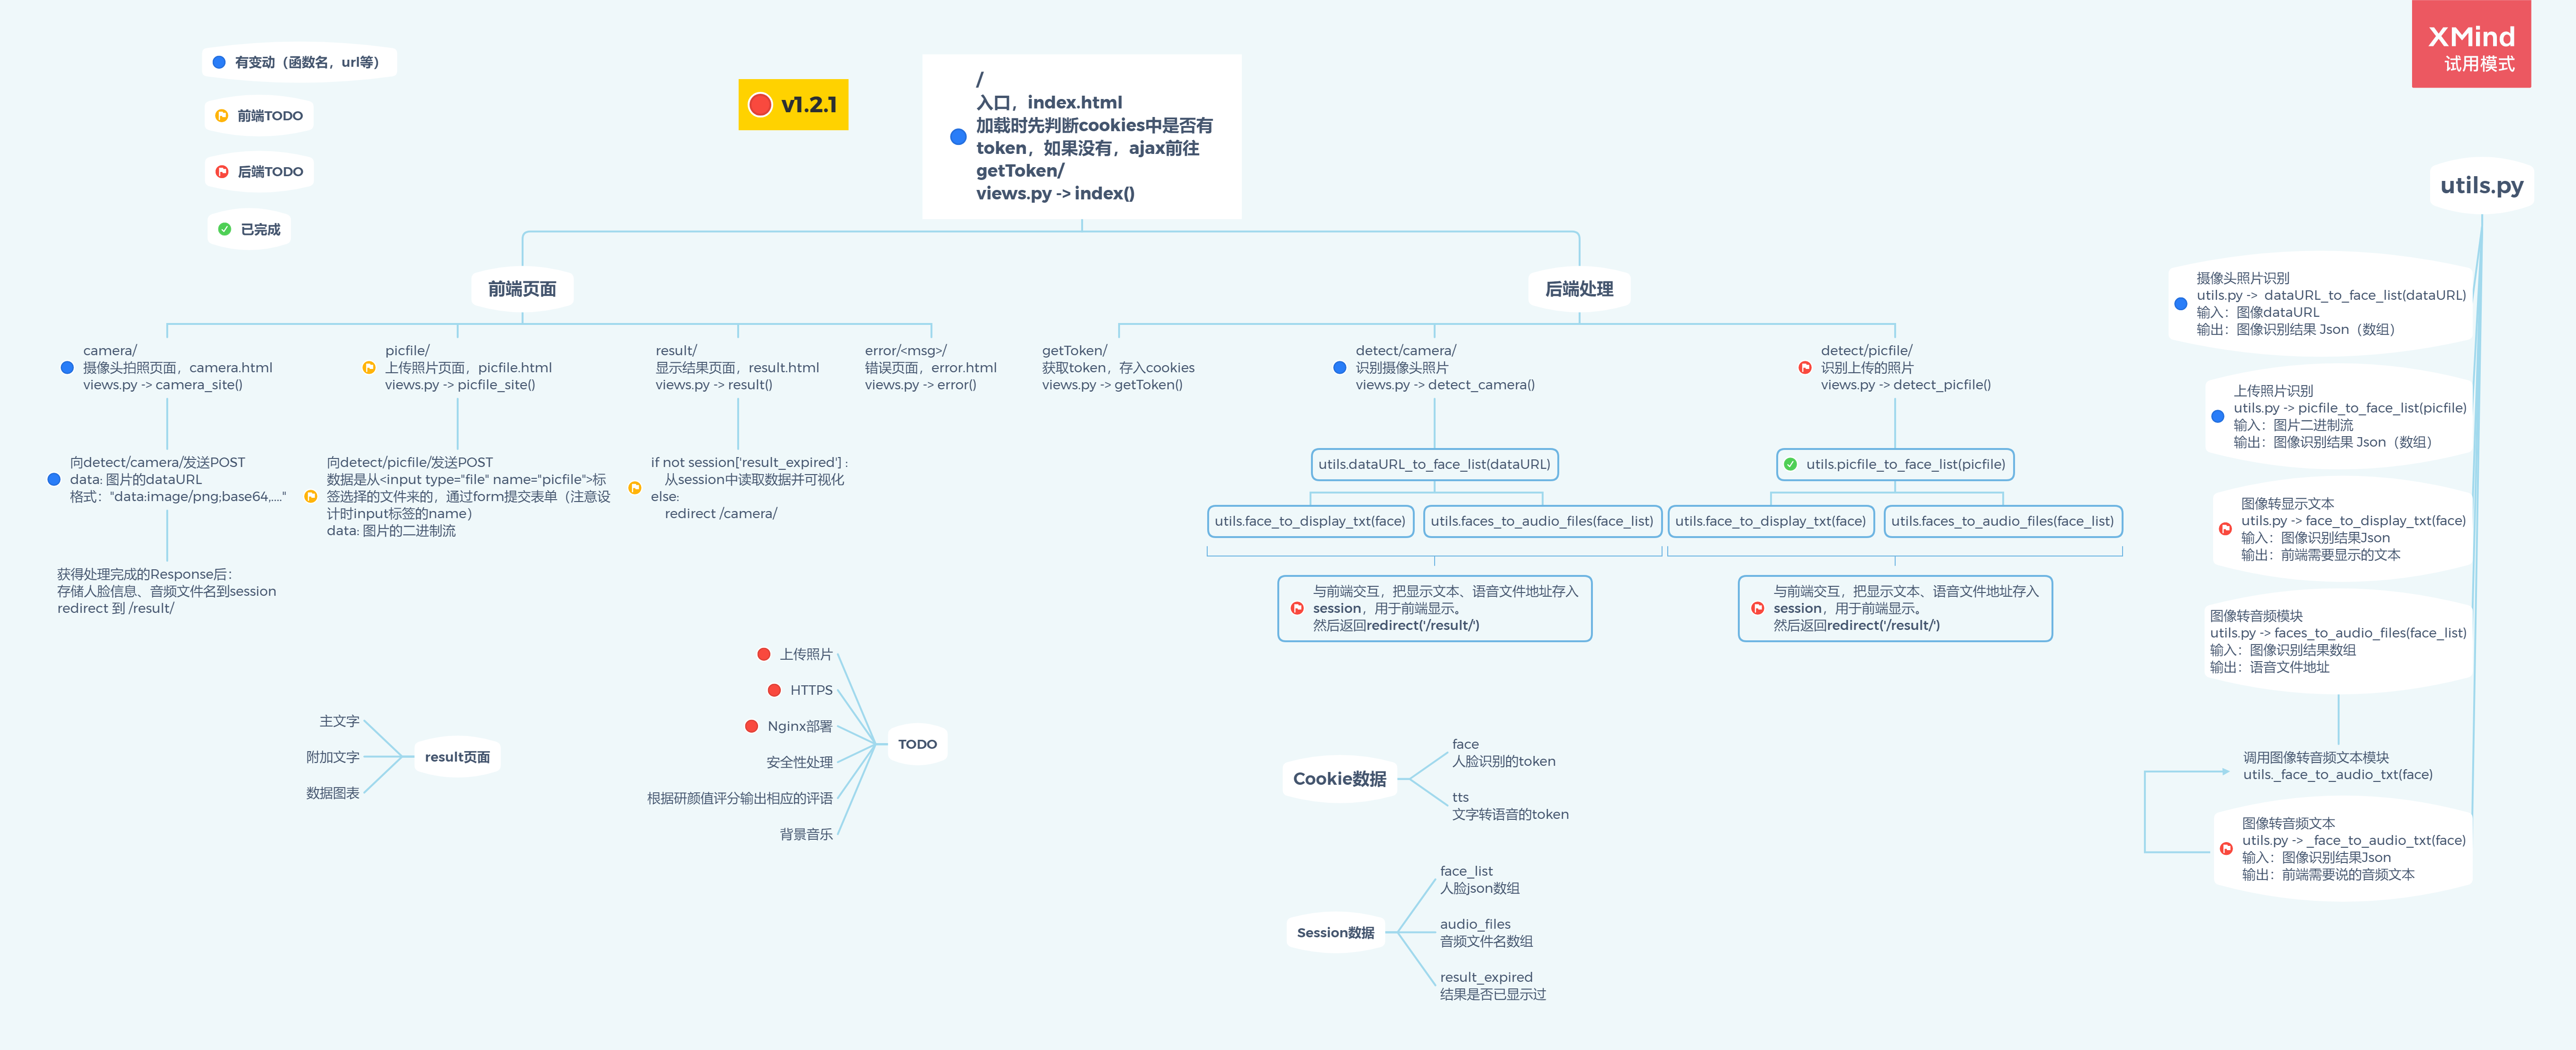 XMind
试用模式
有变动（函数名，url等）
前端TODO
后端TODO
已完成
v1.2.1
/
入口，index.html
加载时先判断cookies中是否有
token，如果没有，ajax前往
getToken/
views.py -> index()
前端页面
camera/
摄像头拍照页面，camera.html
views.py -> camera_site()
向detect/camera/发送POST
data: 图片的dataURL
格式："data:image/png;base64,...."
获得处理完成的Response后：
存储人脸信息、音频文件名到session
redirect 到 /result/
picfile/
上传照片页面，picfile.html
views.py -> picfile_site()
向detect/picfile/发送POST
数据是从<input type="file" name="picfile">标
签选择的文件来的，通过form提交表单（注意设
计时input标签的name）
data: 图片的二进制流
result/
显示结果页面，result.html
views.py -> result()
if not session['result_expired'] :
从session中读取数据并可视化
else:
redirect /camera/
error/<msg>/
错误页面，error.html
views.py -> error()
后端处理
getToken/
获取token，存入cookies
views.py -> getToken()
detect/camera/
识别摄像头照片
views.py -> detect_camera()
utils.dataURL_to_face_list(dataURL)
utils.face_to_display_txt(face)
utils.faces_to_audio_files(face_list)
与前端交互，把显示文本、语音文件地址存入
session，用于前端显示。
然后返回redirect('/result/')
detect/picfile/
识别上传的照片
views.py -> detect_picfile()
utils.picfile_to_face_list(picfile)
utils.face_to_display_txt(face)
utils.faces_to_audio_files(face_list)
与前端交互，把显示文本、语音文件地址存入
session，用于前端显示。
然后返回redirect('/result/')
utils.py
摄像头照片识别
utils.py -> dataURL_to_face_list(dataURL)
输入：图像dataURL
输出：图像识别结果 Json（数组）
上传照片识别
utils.py -> picfile_to_face_list(picfile)
输入：图片二进制流
输出：图像识别结果 Json（数组）
图像转显示文本
utils.py -> face_to_display_txt(face)
输入：图像识别结果Json
输出：前端需要显示的文本
图像转音频模块
utils.py -> faces_to_audio_files(face_list)
输入：图像识别结果数组
输出：语音文件地址
调用图像转音频文本模块
utils._face_to_audio_txt(face)
图像转音频文本
utils.py -> _face_to_audio_txt(face)
输入：图像识别结果Json
输出：前端需要说的音频文本
result页面
主文字
附加文字
数据图表
TODO
上传照片
HTTPS
Nginx部署
安全性处理
根据研颜值评分输出相应的评语
背景音乐
Cookie数据
face
人脸识别的token
tts
文字转语音的token
Session数据
face_list
人脸json数组
audio_files
音频文件名数组
result_expired
结果是否已显示过